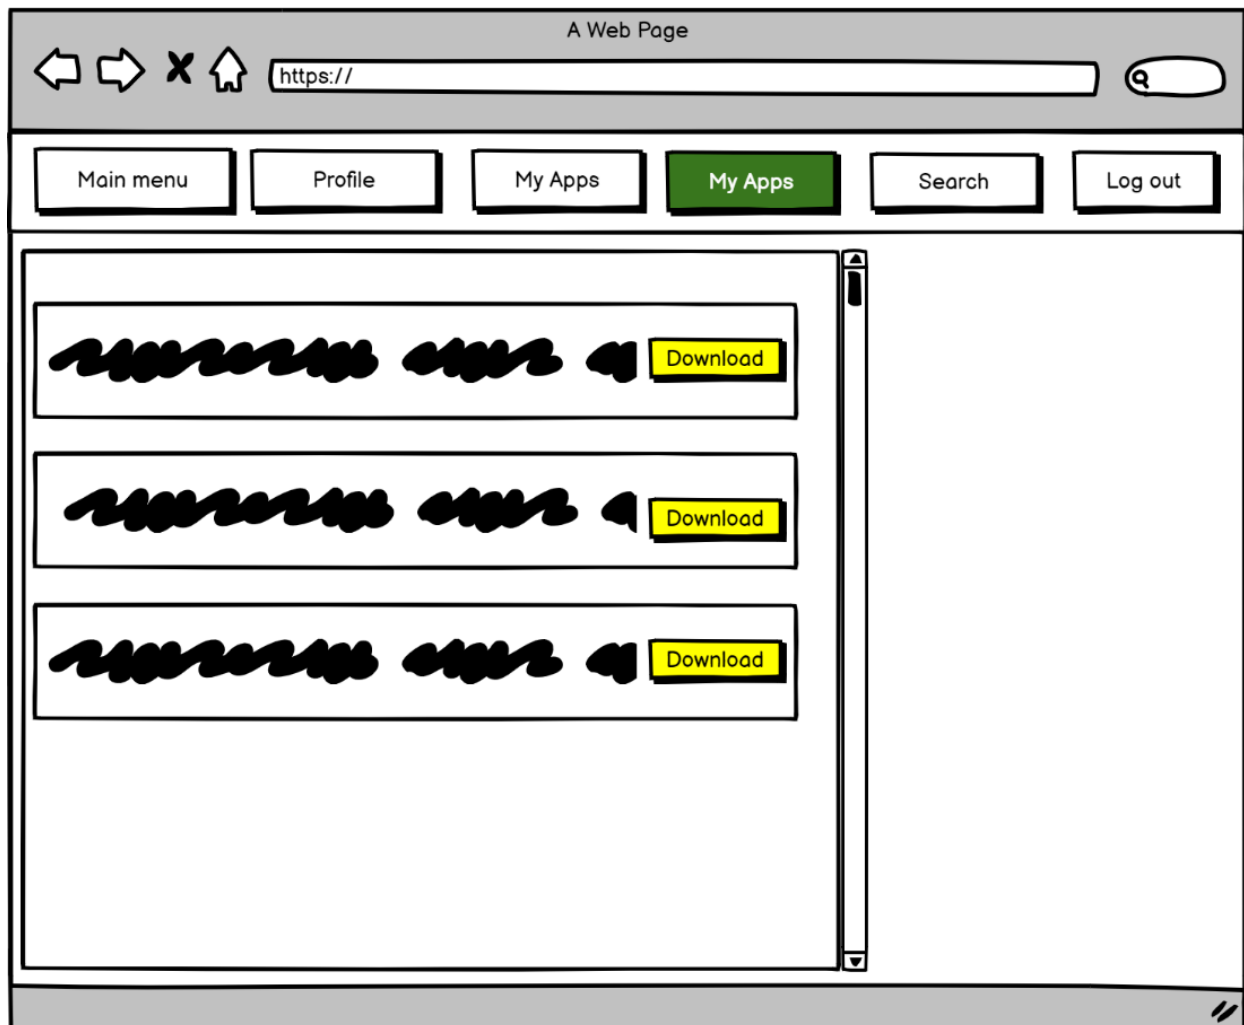 A Web Page
https://
Main menu Profile My Apps My Apps Search Log out
Download
Download
Download